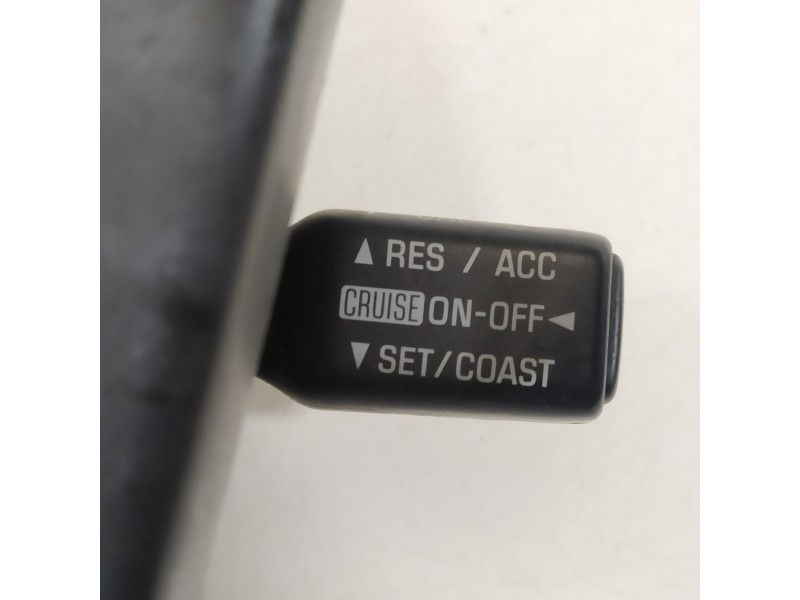 ▲ RES / ACC
CRUISE ON-OFF ◄
▼ SET/COAST